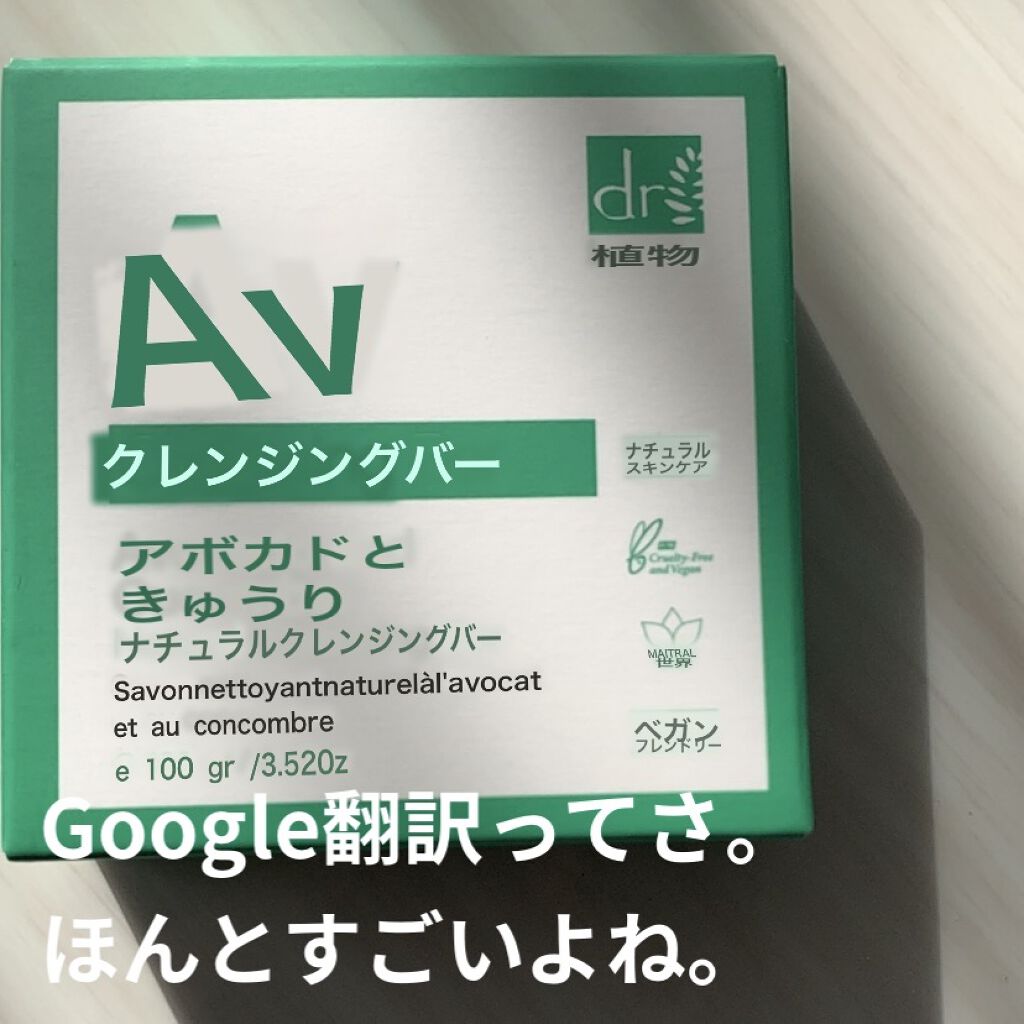 dr
植物
Av
クレンジングバー
ナチュラル
スキンケア
アボカドと
きゅうり
Cruelty-Free
and Vegan
ナチュラルクレンジングバー
MAITRAL
世界
Savonnettoyantnaturelàl'avocat
et au concombre
ベガン
フレンドリー
e 100 gr /3.520z
Google翻訳ってさ。
ほんとすごいよね。